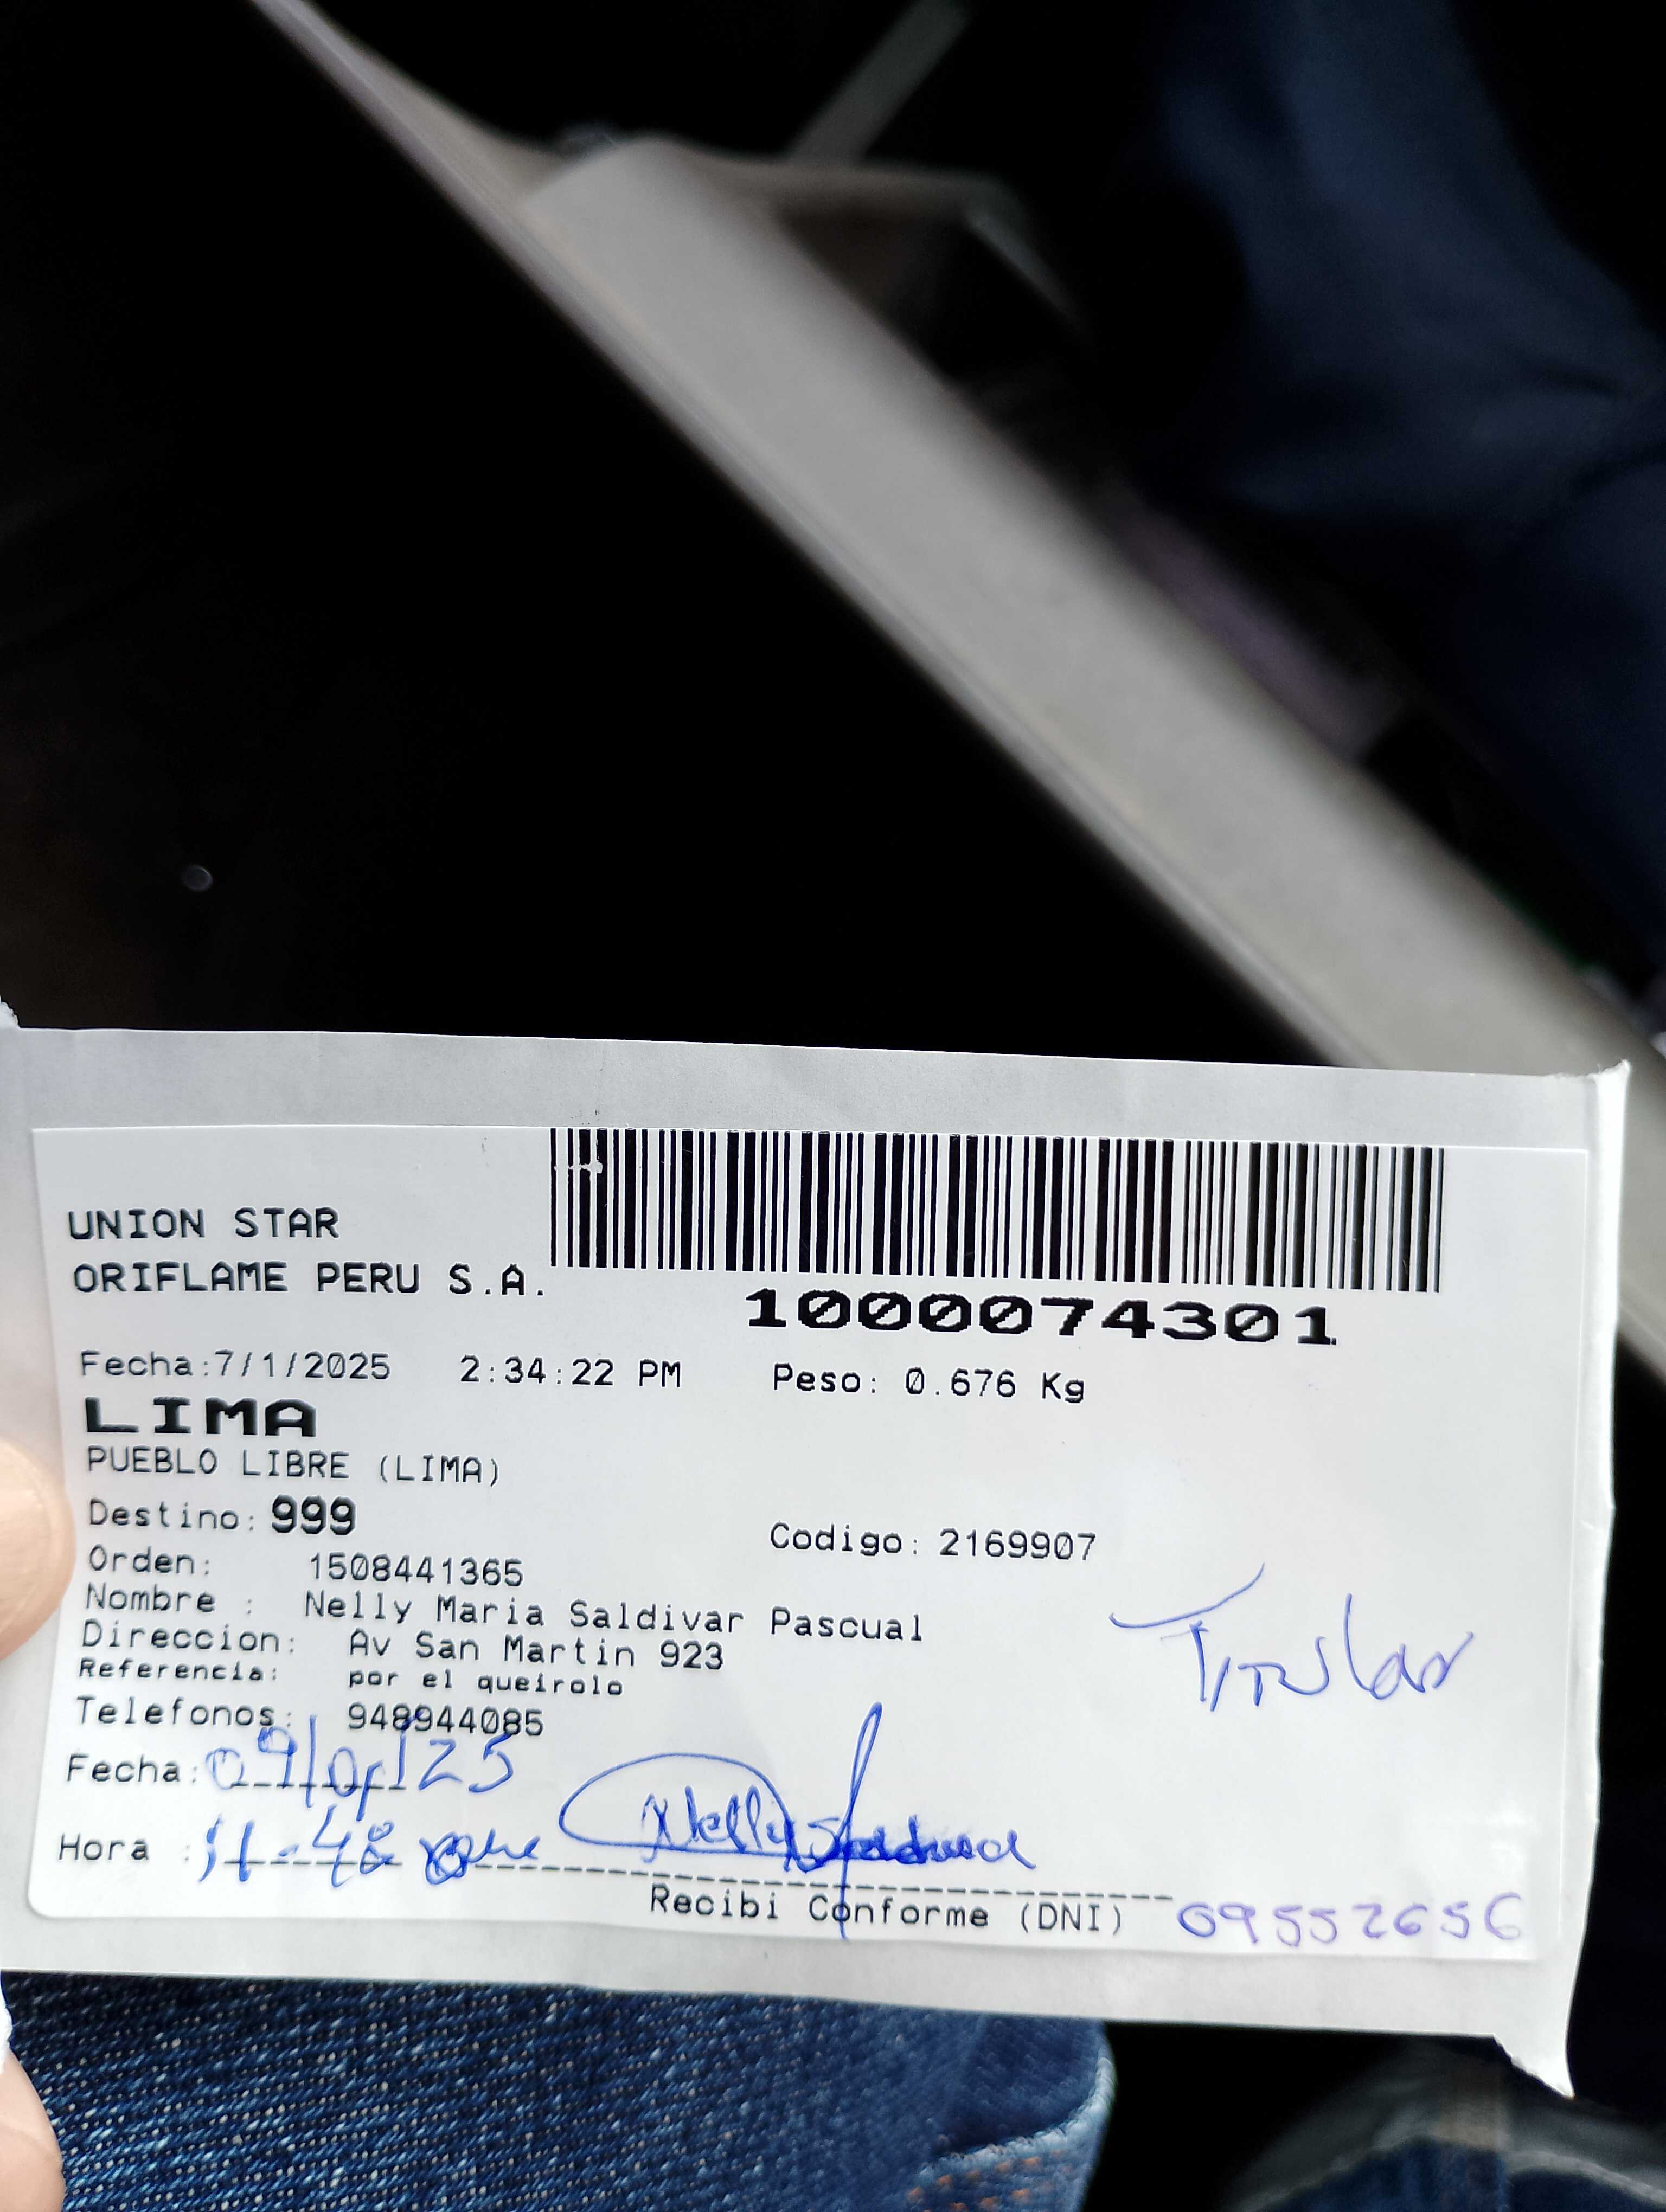 UNION STAR
ORIFLAME PERU S.A.
1000074301
Fecha:7/1/2025 2:34:22 PM Peso: 0.676 Kg
LIMA
PUEBLO LIBRE (LIMA)
Destino: 999
Codigo: 2169907
Orden: 1508441365
Nombre : Nelly Maria Saldivar Pascual
Direccion: Av San Martin 923
Referencia: por el queirolo
Telefonos: 948944085
Titular
Fecha: 09/01/25
Hora : 11-48
Recibi Conforme (DNI) 09552656